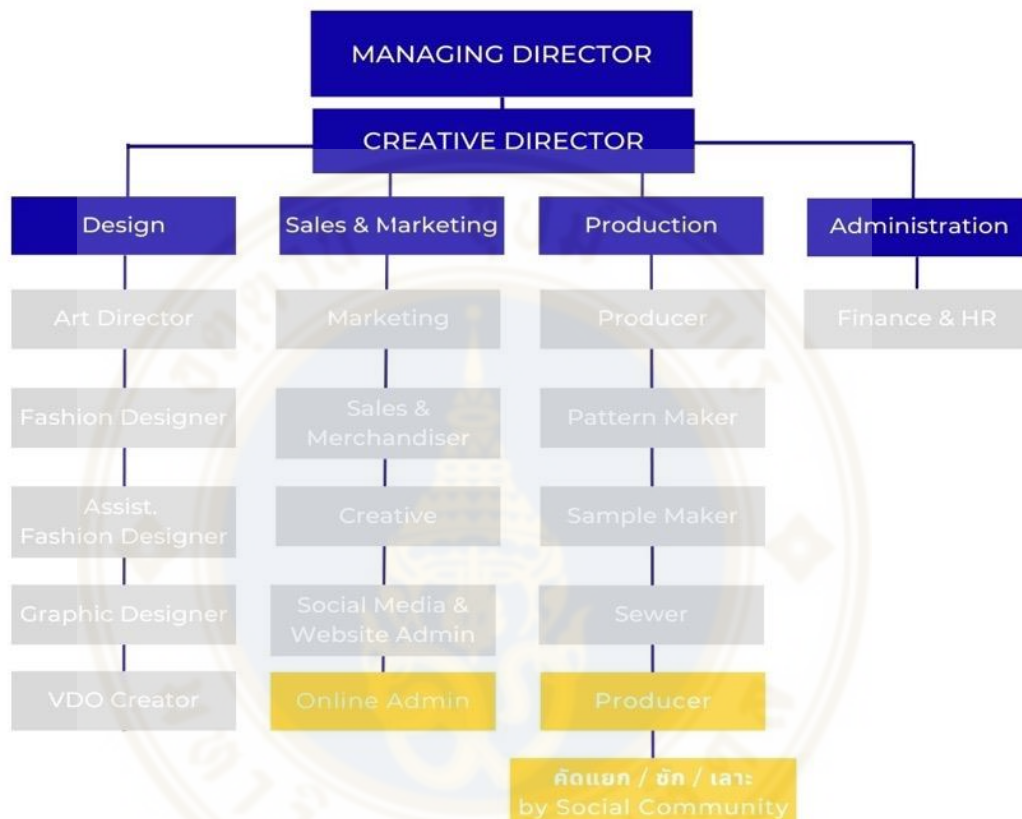 MANAGING DIRECTOR
CREATIVE DIRECTOR
Design
Sales & Marketing
Production
Administration
Art Director
Marketing
Producer
Finance & HR
Fashion Designer
Sales &
Merchandiser
Pattern Maker
Assist.
Fashion Designer
Creative
Sample Maker
Graphic Designer
Social Media &
Website Admin
Sewer
VDO Creator
Online Admin
Producer
คัดแยก / ซัก / เลาะ
by Social Community